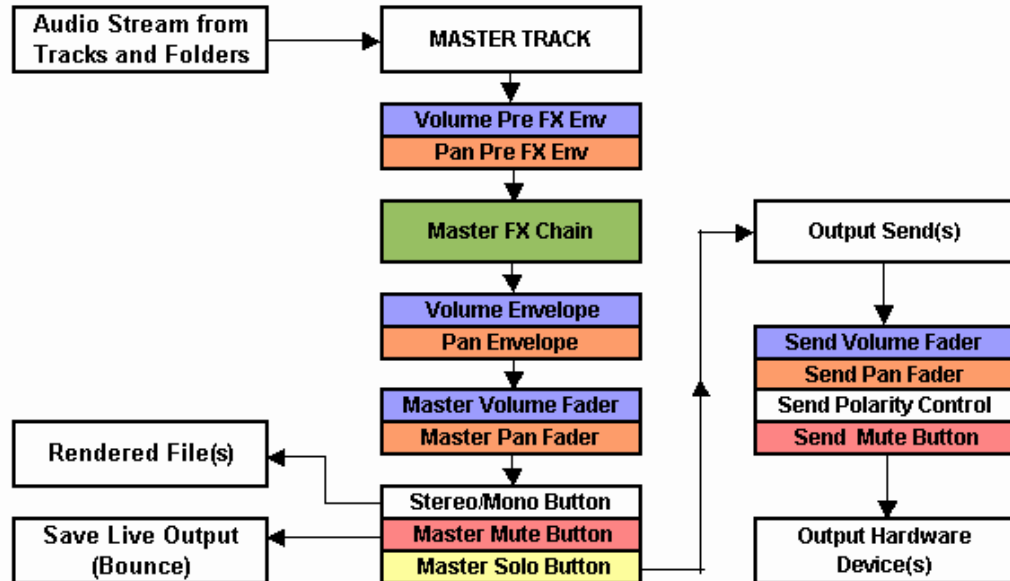 Audio Stream from
Tracks and Folders
MASTER TRACK
Volume Pre FX Env
Pan Pre FX Env
Master FX Chain
Volume Envelope
Pan Envelope
Master Volume Fader
Master Pan Fader
Stereo/Mono Button
Master Mute Button
Master Solo Button
Rendered File(s)
Save Live Output
(Bounce)
Output Send(s)
Send Volume Fader
Send Pan Fader
Send Polarity Control
Send Mute Button
Output Hardware
Device(s)